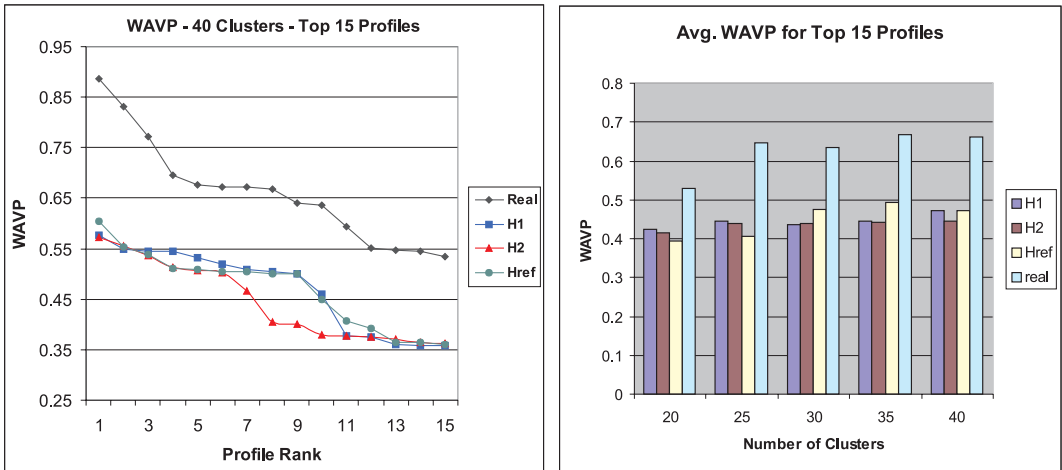 WAVP - 40 Clusters - Top 15 Profiles
0.95
0.85
0.75
0.65
0.55
0.45
0.35
0.25
WAVP
1 3 5 7 9 11 13 15
Profile Rank
Real
H1
H2
Href
Avg. WAVP for Top 15 Profiles
0.8
0.7
0.6
0.5
0.4
0.3
0.2
0.1
0
WAVP
20 25 30 35 40
Number of Clusters
H1
H2
Href
real